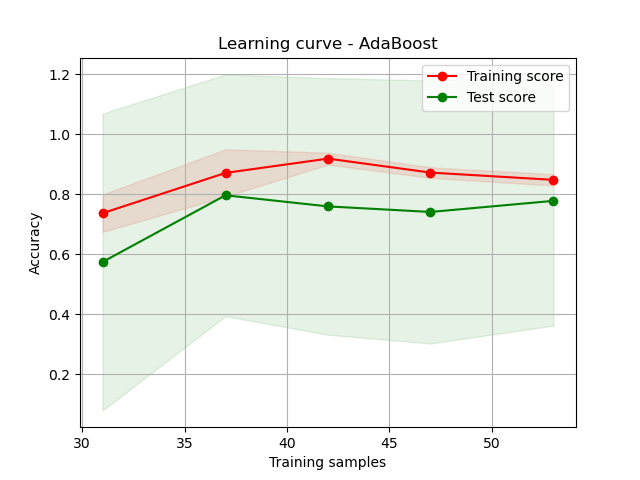 Learning curve - AdaBoost
Training score
Test score
1.2
1.0
0.8
0.6
0.4
0.2
Accuracy
30 35 40 45 50
Training samples